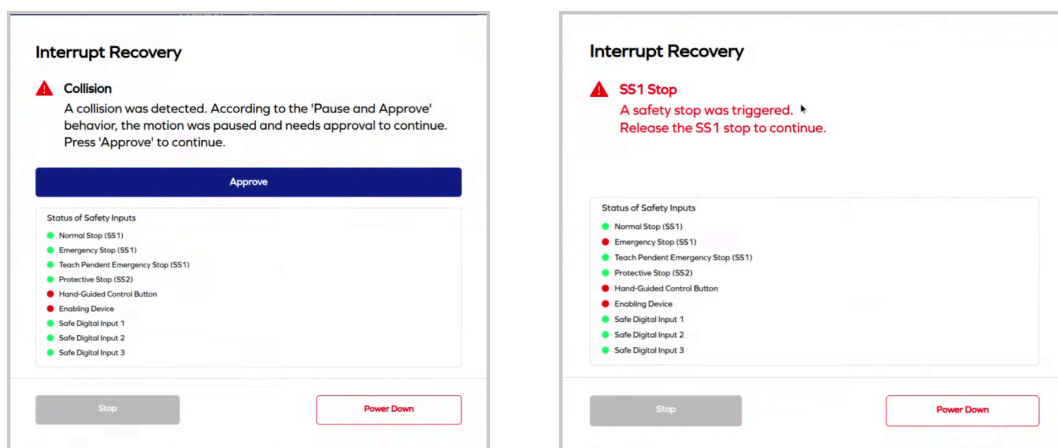 Interrupt Recovery
Collision
A collision was detected. According to the 'Pause and Approve'
behavior, the motion was paused and needs approval to continue.
Press 'Approve' to continue.
Approve
Status of Safety Inputs
Normal Stop (SS1)
Emergency Stop (SS1)
Teach Pendent Emergency Stop (SS1)
Protective Stop (SS2)
Hand-Guided Control Button
Enabling Device
Safe Digital Input 1
Safe Digital Input 2
Safe Digital Input 3
Stop
Power Down
Interrupt Recovery
SS1 Stop
A safety stop was triggered.
Release the SS1 stop to continue.
Status of Safety Inputs
Normal Stop (SS1)
Emergency Stop (SS1)
Teach Pendent Emergency Stop (SS1)
Protective Stop (SS2)
Hand-Guided Control Button
Enabling Device
Safe Digital Input 1
Safe Digital Input 2
Safe Digital Input 3
Stop
Power Down